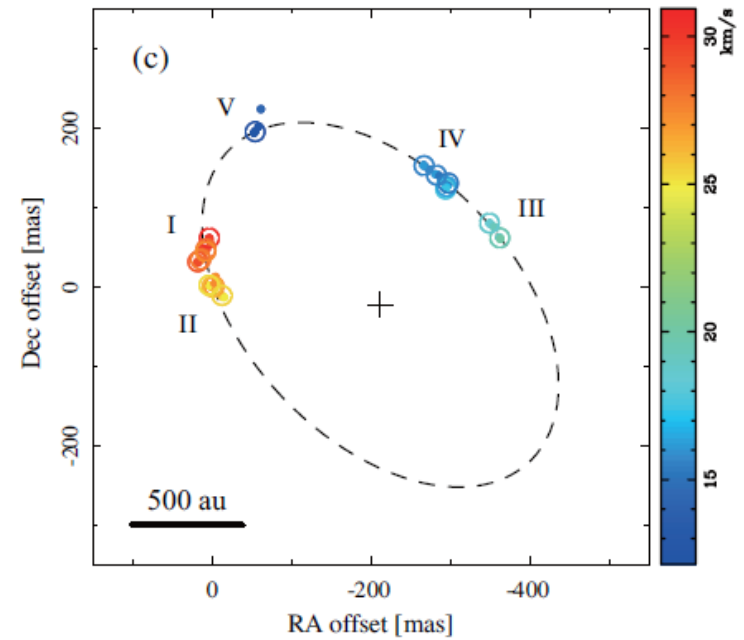 (c)
V
IV
I
III
II
500 au
200
0
-200
Dec offset [mas]
0
-200
-400
RA offset [mas]
km/s
30
25
20
15